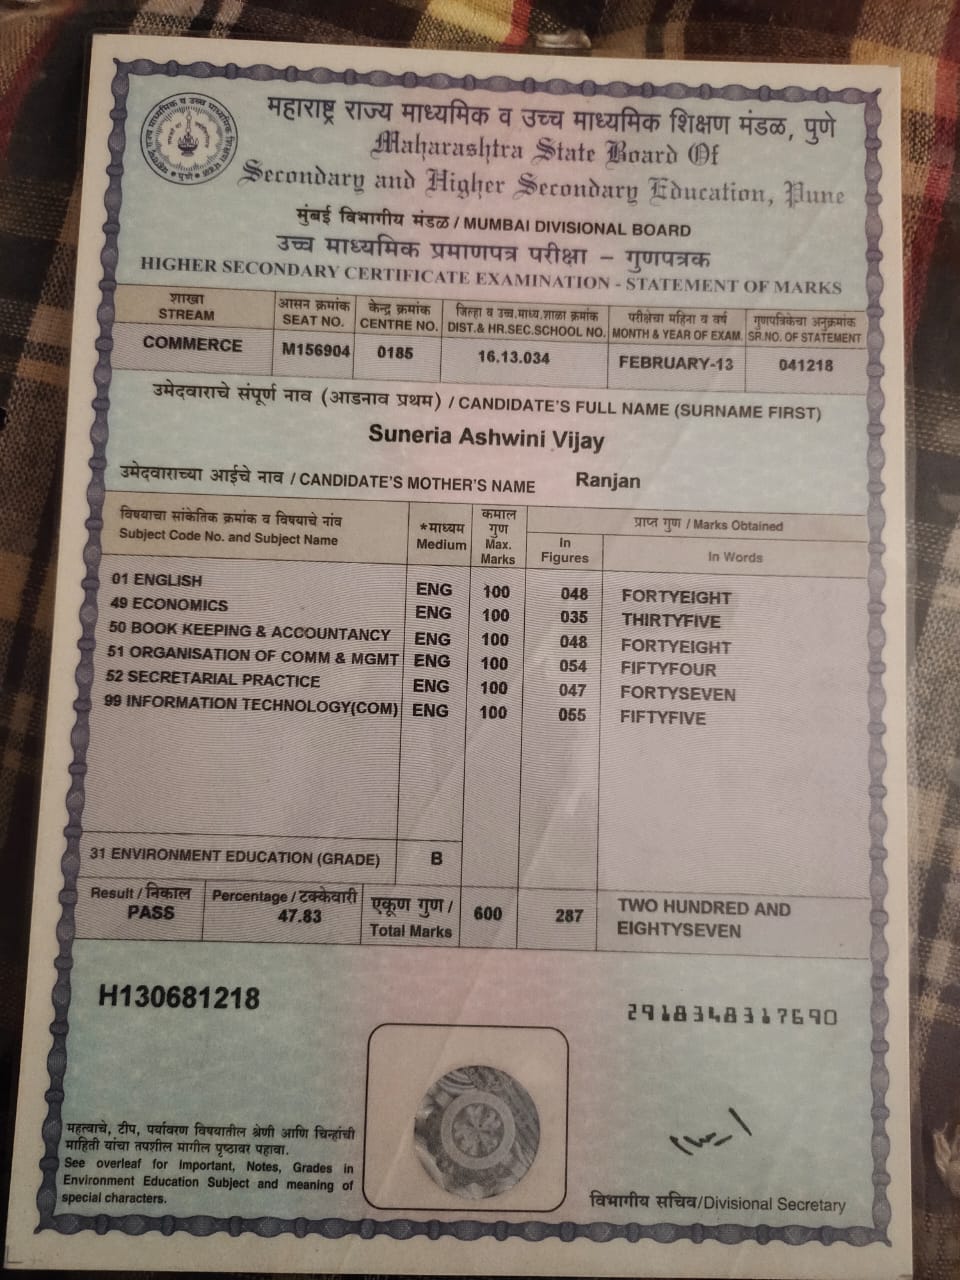 महाराष्ट्र राज्य माध्यमिक व उच्च माध्यमिक शिक्षण मंडळ, पुणे
Maharashtra State Board Of
Secondary and Higher Secondary Education, Pune
मुंबई विभागीय मंडळ / MUMBAI DIVISIONAL BOARD
उच्च माध्यमिक प्रमाणपत्र परीक्षा – गुणपत्रक
HIGHER SECONDARY CERTIFICATE EXAMINATION - STATEMENT OF MARKS
शाखा आसन क्रमांक केन्द्र क्रमांक जिल्हा व उच्च.माध्य.शाळा क्रमांक परीक्षेचा महिना व वर्ष गुणपत्रिकेचा अनुक्रमांक
STREAM SEAT NO. CENTRE NO. DIST.& HR.SEC.SCHOOL NO. MONTH & YEAR OF EXAM. SR.NO. OF STATEMENT
COMMERCE M156904 0185 16.13.034 FEBRUARY-13 041218
उमेदवाराचे संपूर्ण नाव (आडनाव प्रथम) / CANDIDATE'S FULL NAME (SURNAME FIRST)
Suneria Ashwini Vijay
उमेदवाराच्या आईचे नाव / CANDIDATE'S MOTHER'S NAME Ranjan
विषयाचा सांकेतिक क्रमांक व विषयाचे नांव *माध्यम कमाल गुण प्राप्त गुण / Marks Obtained
Subject Code No. and Subject Name Medium Max. Marks In Figures In Words
01 ENGLISH ENG 100 048 FORTYEIGHT
49 ECONOMICS ENG 100 035 THIRTYFIVE
50 BOOK KEEPING & ACCOUNTANCY ENG 100 048 FORTYEIGHT
51 ORGANISATION OF COMM & MGMT ENG 100 054 FIFTYFOUR
52 SECRETARIAL PRACTICE ENG 100 047 FORTYSEVEN
99 INFORMATION TECHNOLOGY(COM) ENG 100 055 FIFTYFIVE
31 ENVIRONMENT EDUCATION (GRADE) B
Result / निकाल Percentage / टक्केवारी एकूण गुण / 600 287 TWO HUNDRED AND
PASS 47.83 Total Marks EIGHTYSEVEN
H130681218
2918348317690
महत्वाचे, टीप, पर्यावरण विषयातील श्रेणी आणि चिन्हांची
माहिती यांचा तपशील मागील पृष्ठावर पहावा.
See overleaf for Important, Notes, Grades in
Environment Education Subject and meaning of
special characters.
विभागीय सचिव/Divisional Secretary